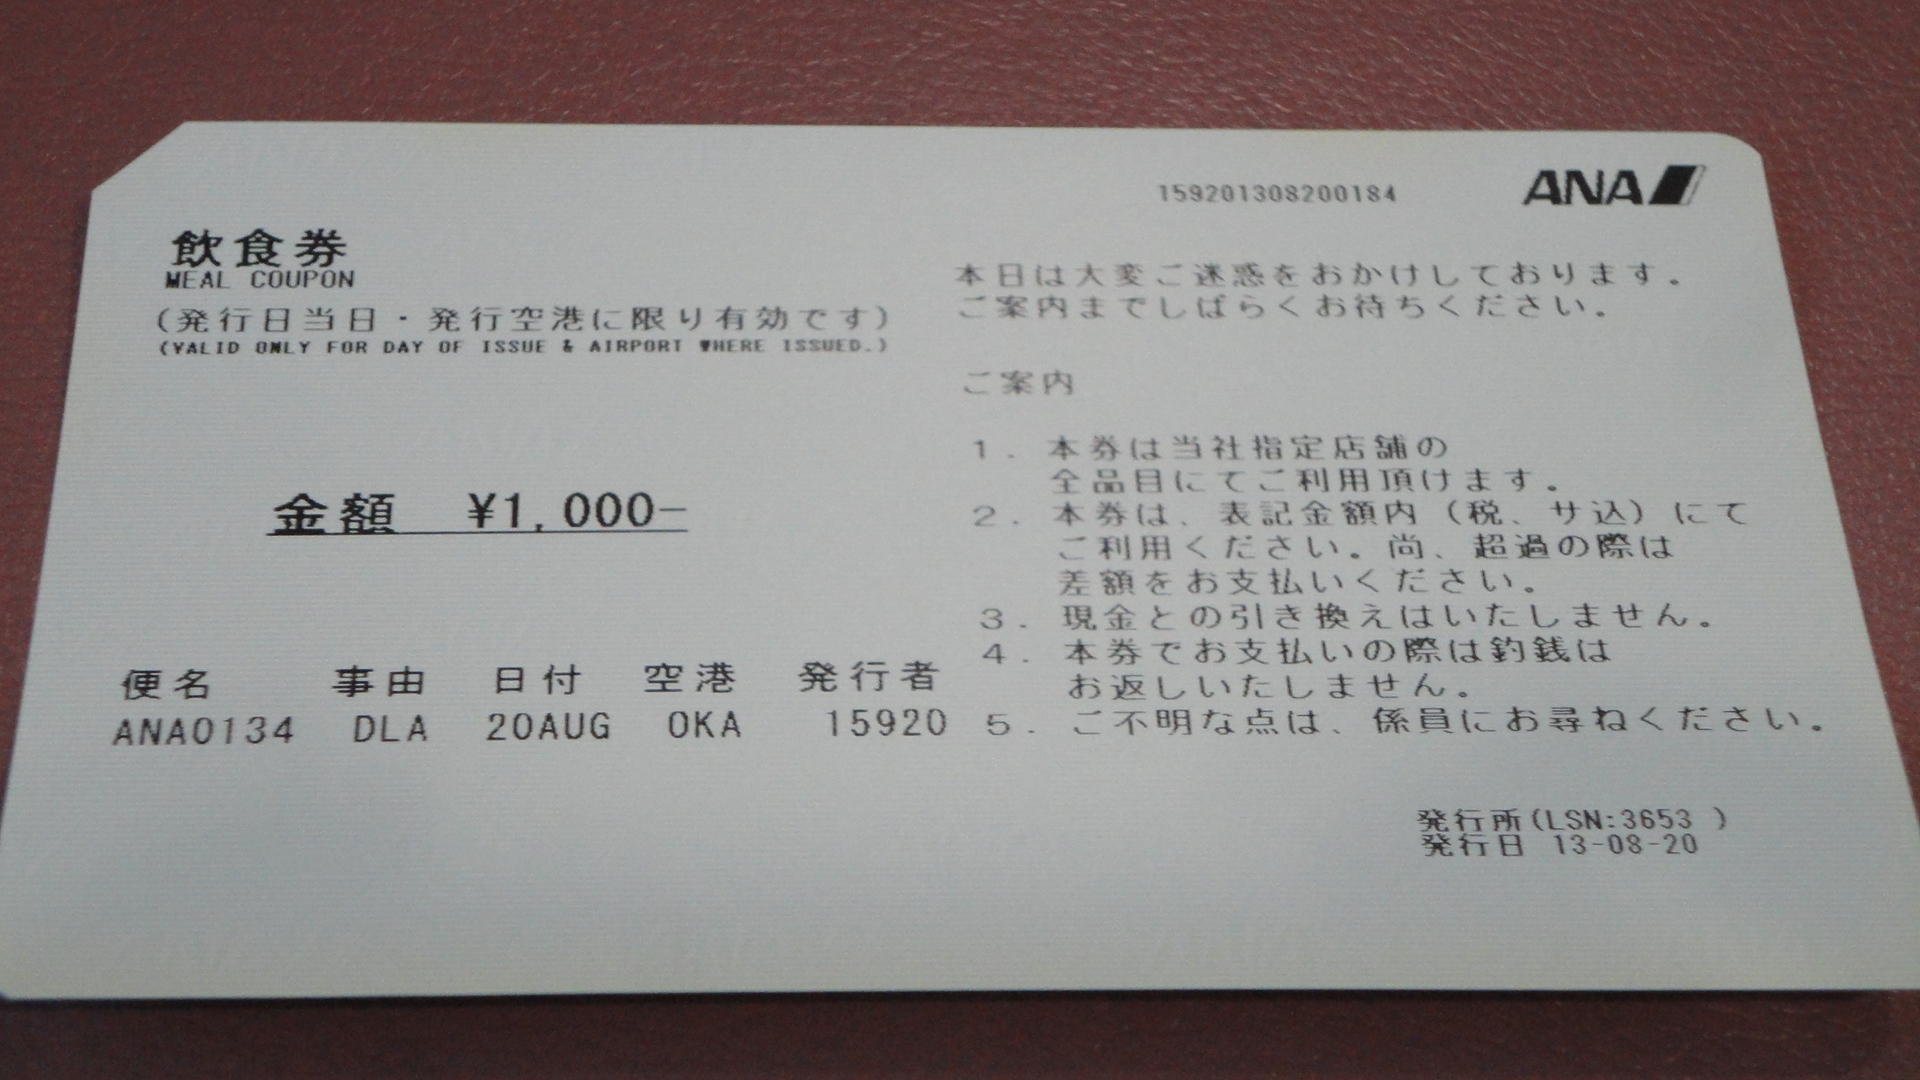 159201308200184
ANA
飲食券
MEAL COUPON
(発行日当日・発行空港に限り有効です)
(VALID ONLY FOR DAY OF ISSUE & AIRPORT WHERE ISSUED.)
金額 ¥1,000-
便名 事由 日付 空港 発行者
ANA0134 DLA 20AUG OKA 15920
本日は大変ご迷惑をおかけしております。
ご案内までしばらくお待ちください。
ご案内
1. 本券は当社指定店舗の
全品目にてご利用頂けます。
2. 本券は、表記金額内(税、サ込)にて
ご利用ください。尚、超過の際は
差額をお支払いください。
3. 現金との引き換えはいたしません。
4. 本券でお支払いの際は釣銭は
お返しいたしません。
5. ご不明な点は、係員にお尋ねください。
発行所(LSN:3653 )
発行日 13-08-20